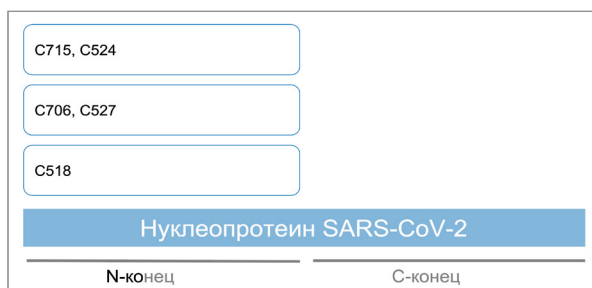 C715, C524
C706, C527
C518
Нуклеопротеин SARS-CoV-2
N-конец
C-конец